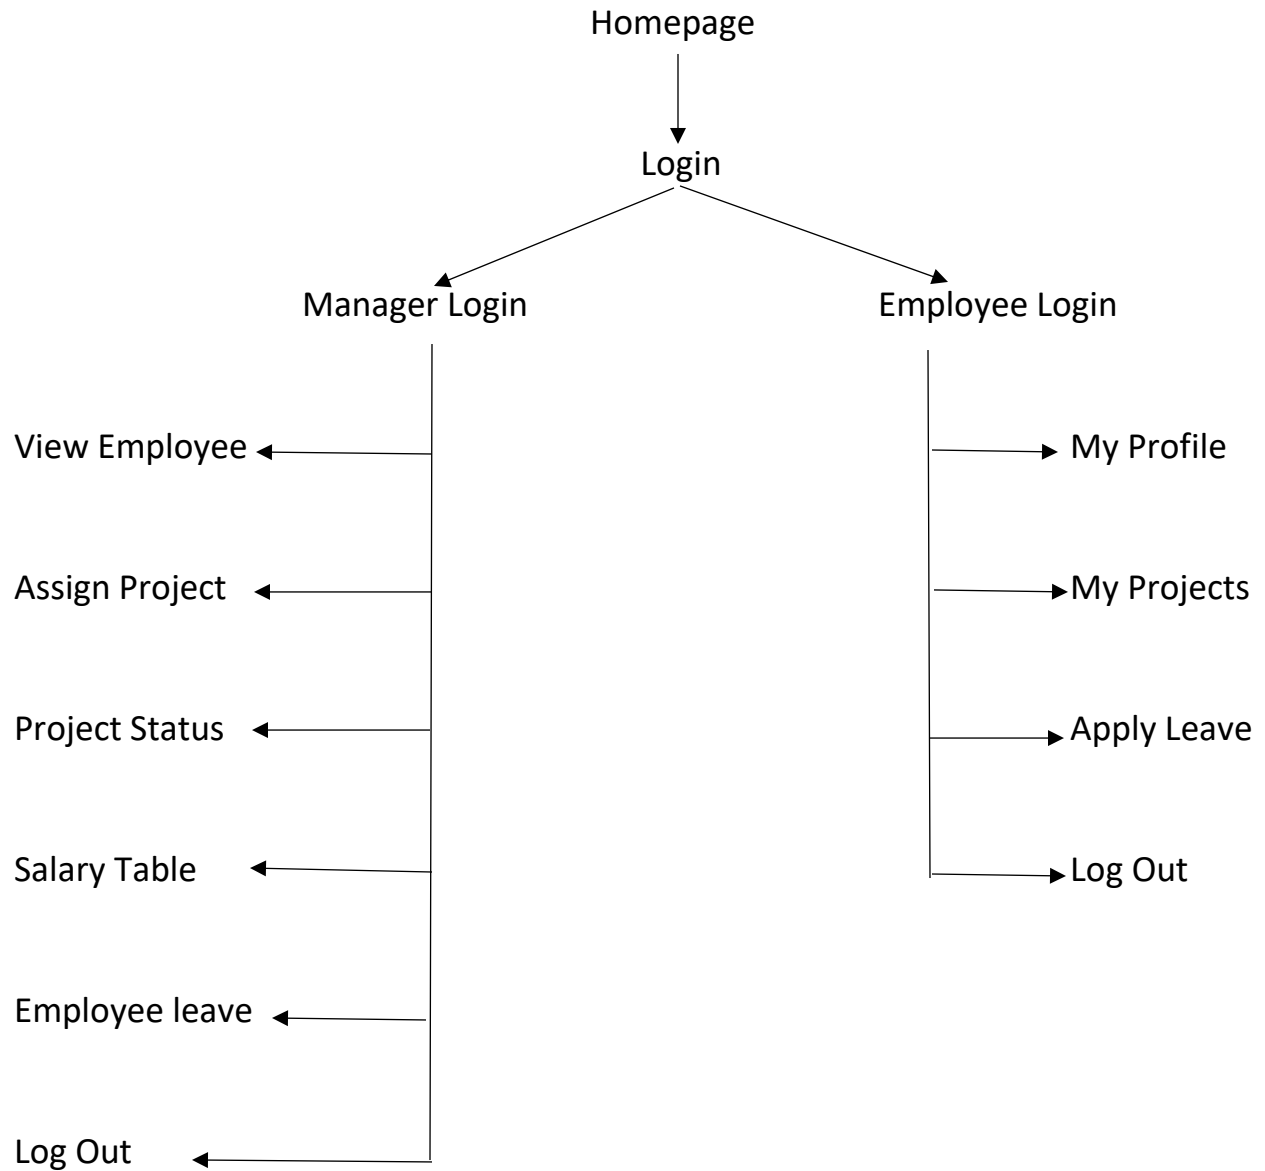 Homepage
Login
Manager Login
Employee Login
View Employee
My Profile
Assign Project
My Projects
Project Status
Apply Leave
Salary Table
Log Out
Employee leave
Log Out